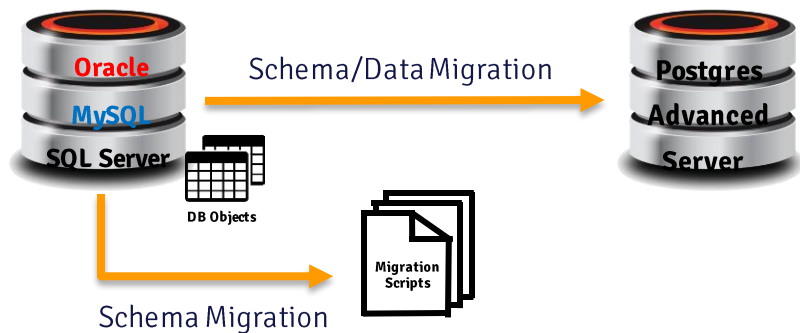 Oracle
MySQL
SQL Server
Schema/Data Migration
Postgres
Advanced
Server
DB Objects
Migration
Scripts
Schema Migration